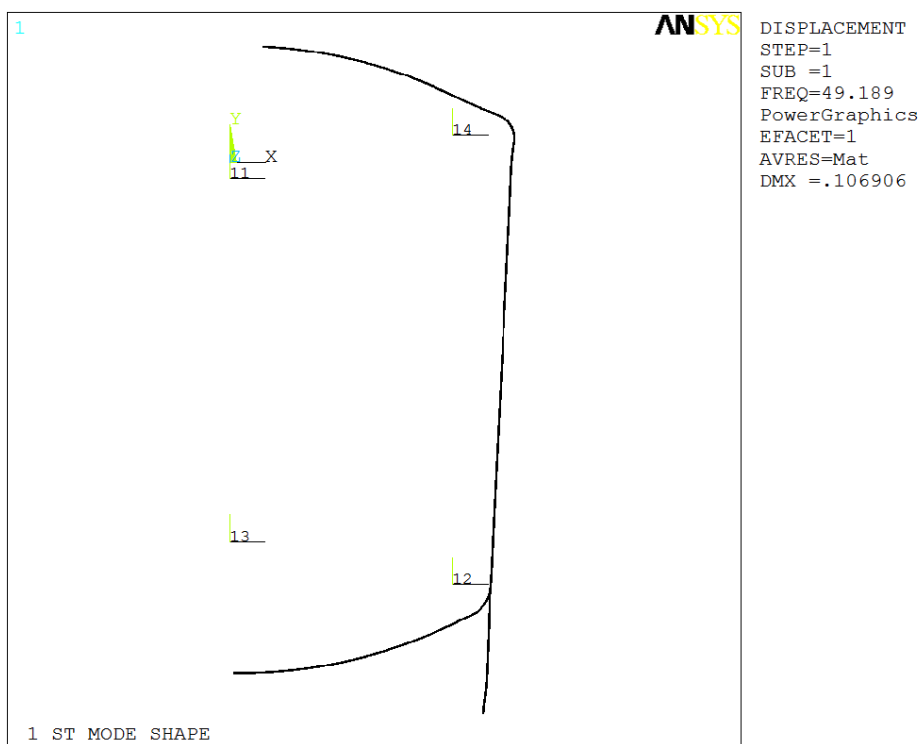 1
ANSYS
DISPLACEMENT
STEP=1
SUB =1
FREQ=49.189
PowerGraphics
EFACET=1
AVRES=Mat
DMX =.106906
14
Y
Z X
11
13
12
1 ST MODE SHAPE